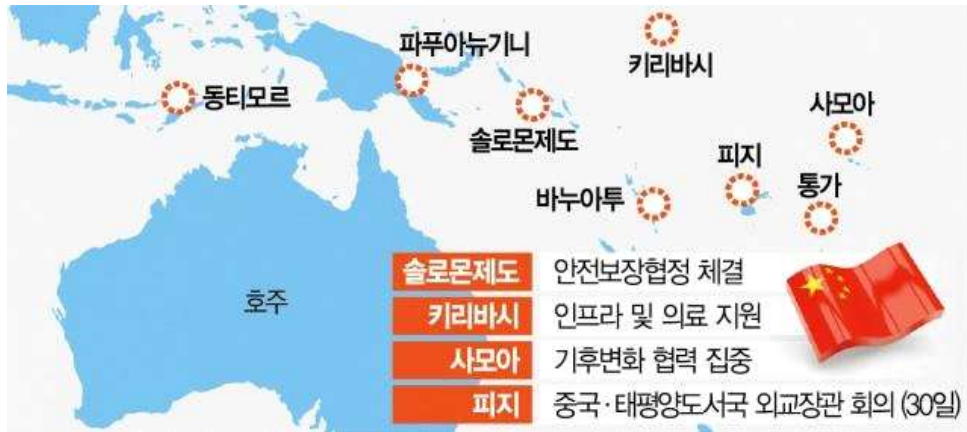 파푸아뉴기니
키리바시
동티모르
사모아
솔로몬제도
피지
통가
바누아투
호주
솔로몬제도 안전보장협정 체결
키리바시 인프라 및 의료 지원
사모아 기후변화 협력 집중
피지 중국·태평양도서국 외교장관 회의 (30일)